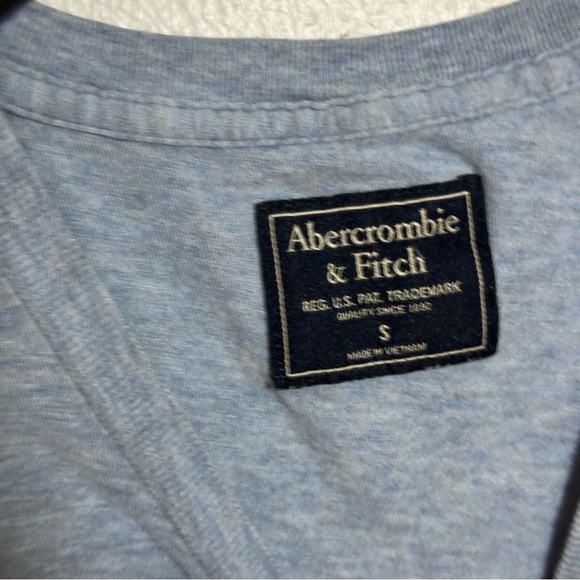 Abercrombie
& Fitch
REG. U.S. PAT. TRADEMARK
QUALITY SINCE 1892
S
MADE IN VIETNAM